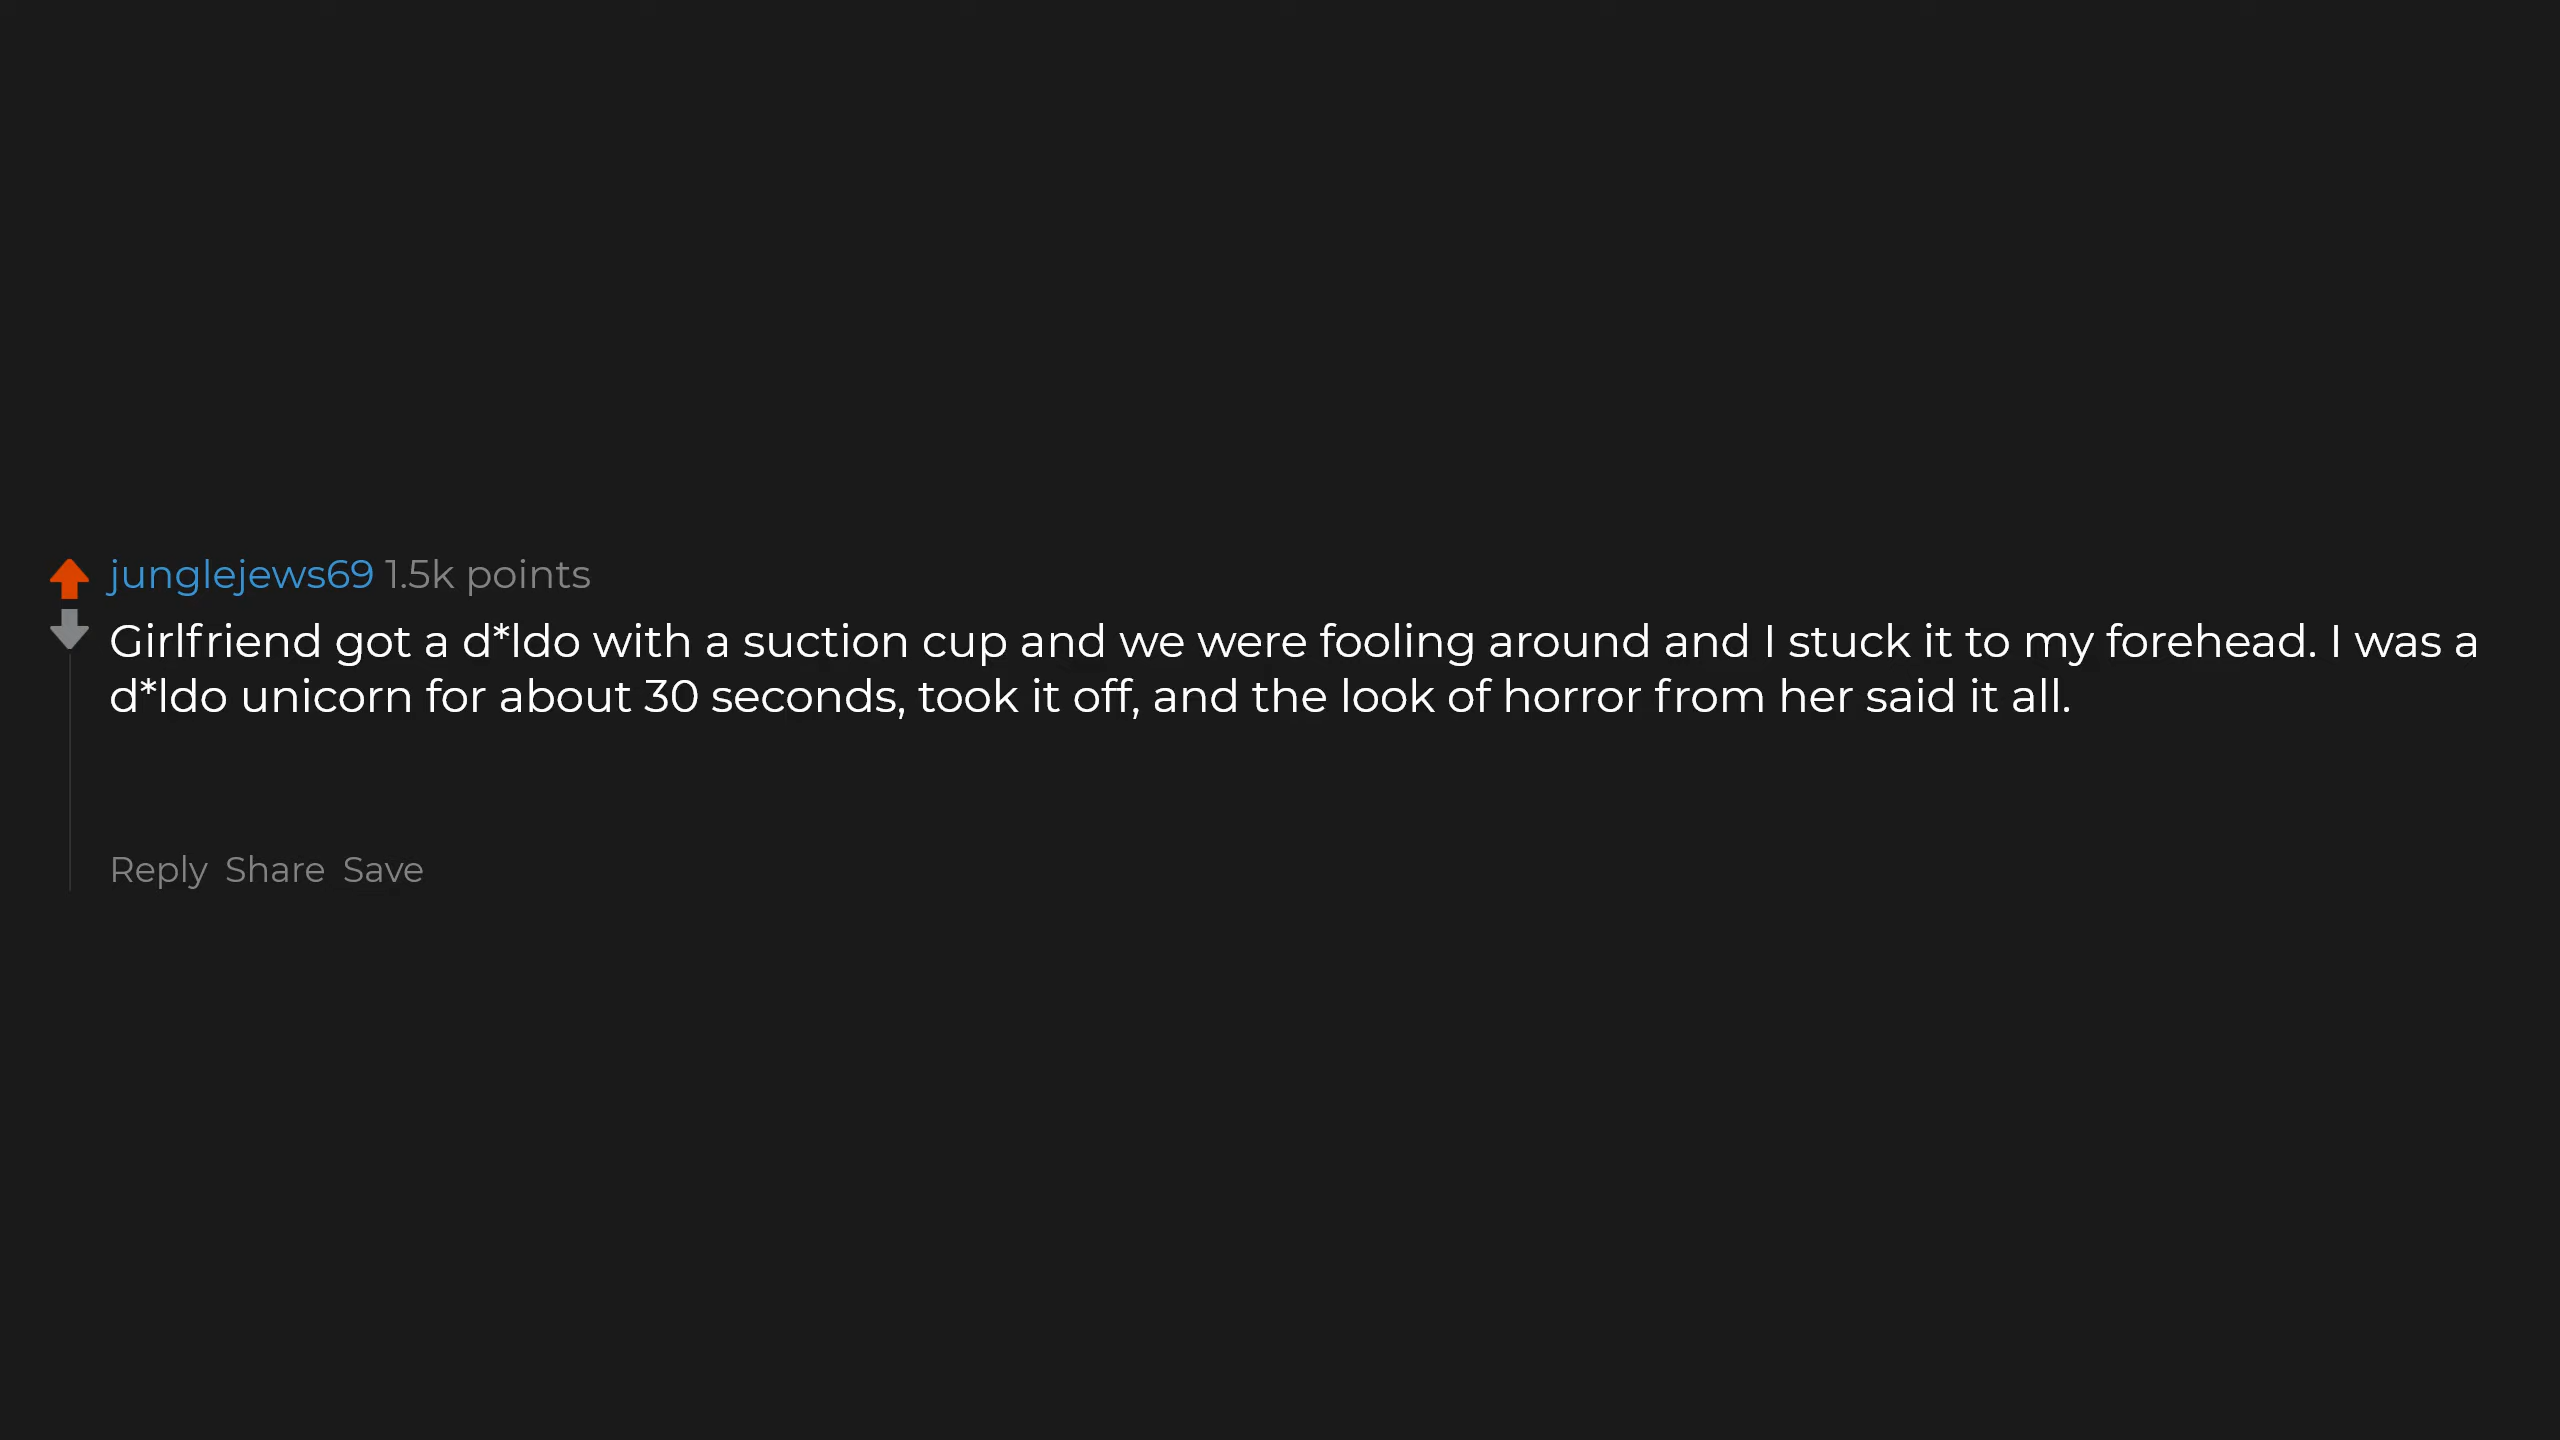 junglejews69 1.5k points
Girlfriend got a d*ldo with a suction cup and we were fooling around and I stuck it to my forehead. I was a
d*ldo unicorn for about 30 seconds, took it off, and the look of horror from her said it all.
Reply Share Save